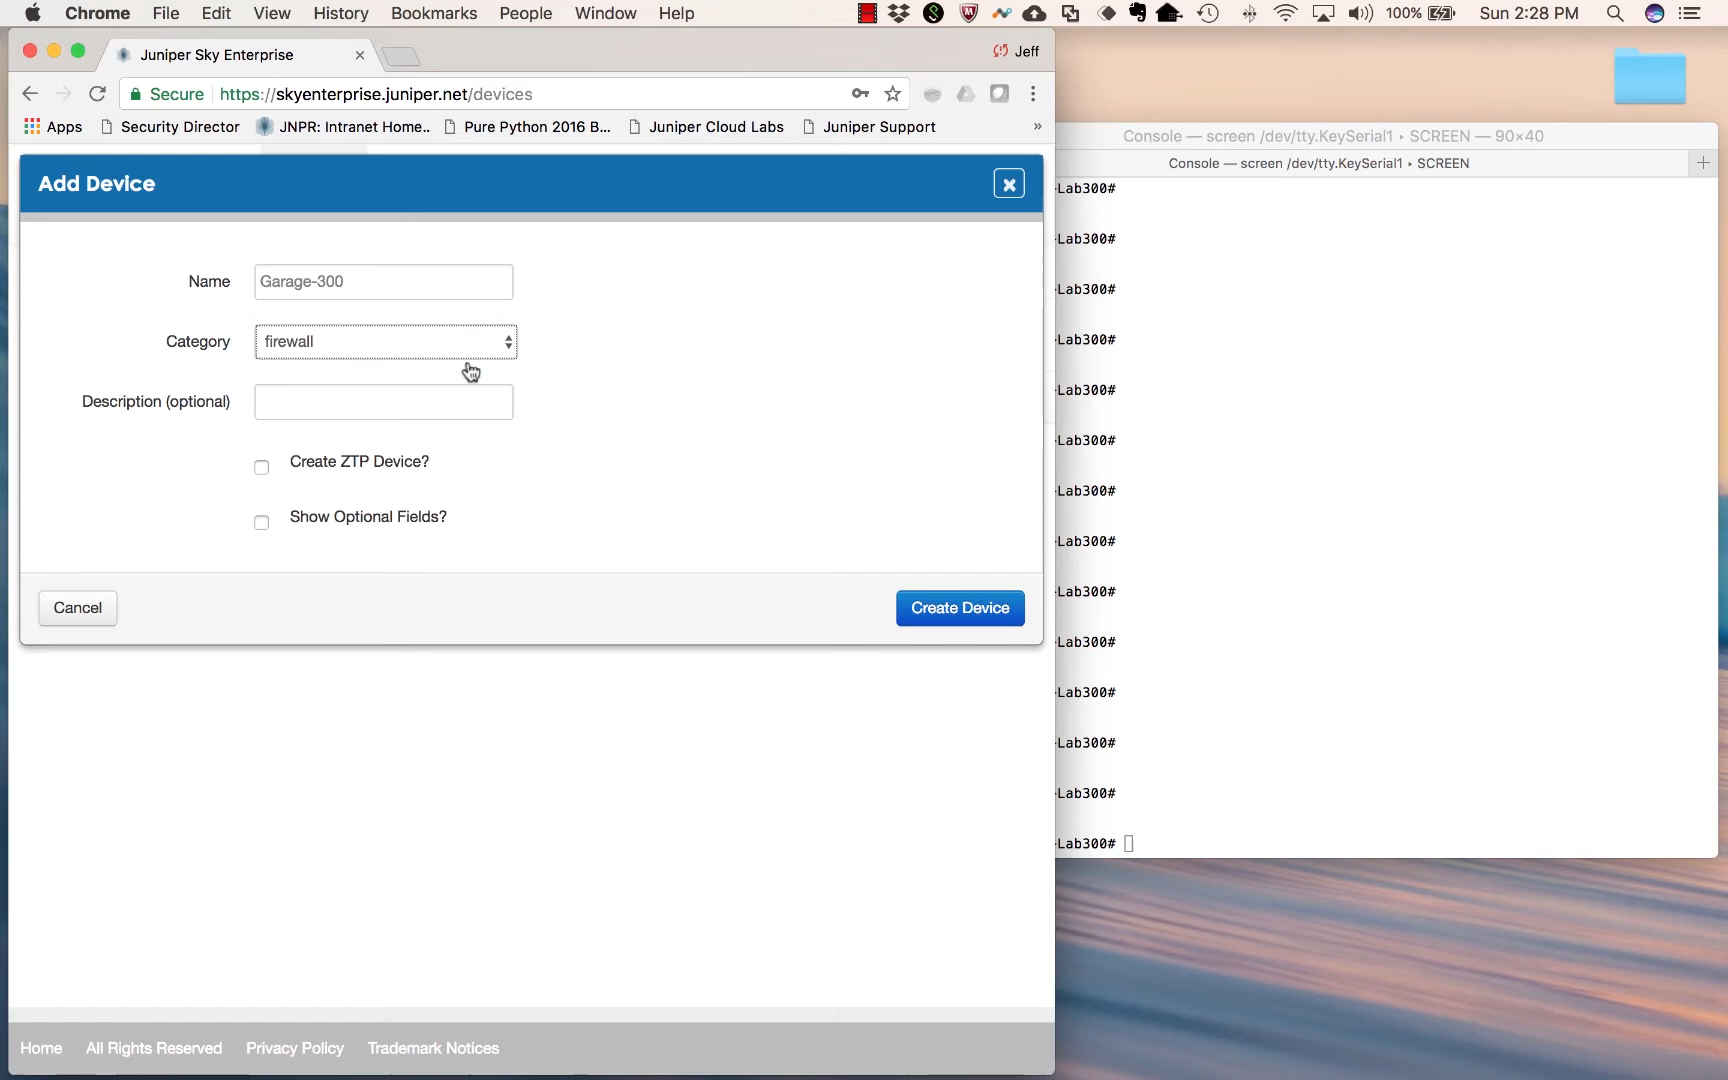 Chrome File Edit View History Bookmarks People Window Help 100% Sun 2:28 PM
Juniper Sky Enterprise
Jeff
Secure https://skyenterprise.juniper.net/devices
Apps Security Director JNPR: Intranet Home.. Pure Python 2016 B... Juniper Cloud Labs Juniper Support »
Add Device
Name Garage-300
Category firewall
Description (optional)
Create ZTP Device?
Show Optional Fields?
Cancel Create Device
Home All Rights Reserved Privacy Policy Trademark Notices
Console — screen /dev/tty.KeySerial1 ▸ SCREEN — 90×40
Console — screen /dev/tty.KeySerial1 ▸ SCREEN
-Lab300#
-Lab300#
-Lab300#
-Lab300#
-Lab300#
-Lab300#
-Lab300#
-Lab300#
-Lab300#
-Lab300#
-Lab300#
-Lab300#
-Lab300#
-Lab300#